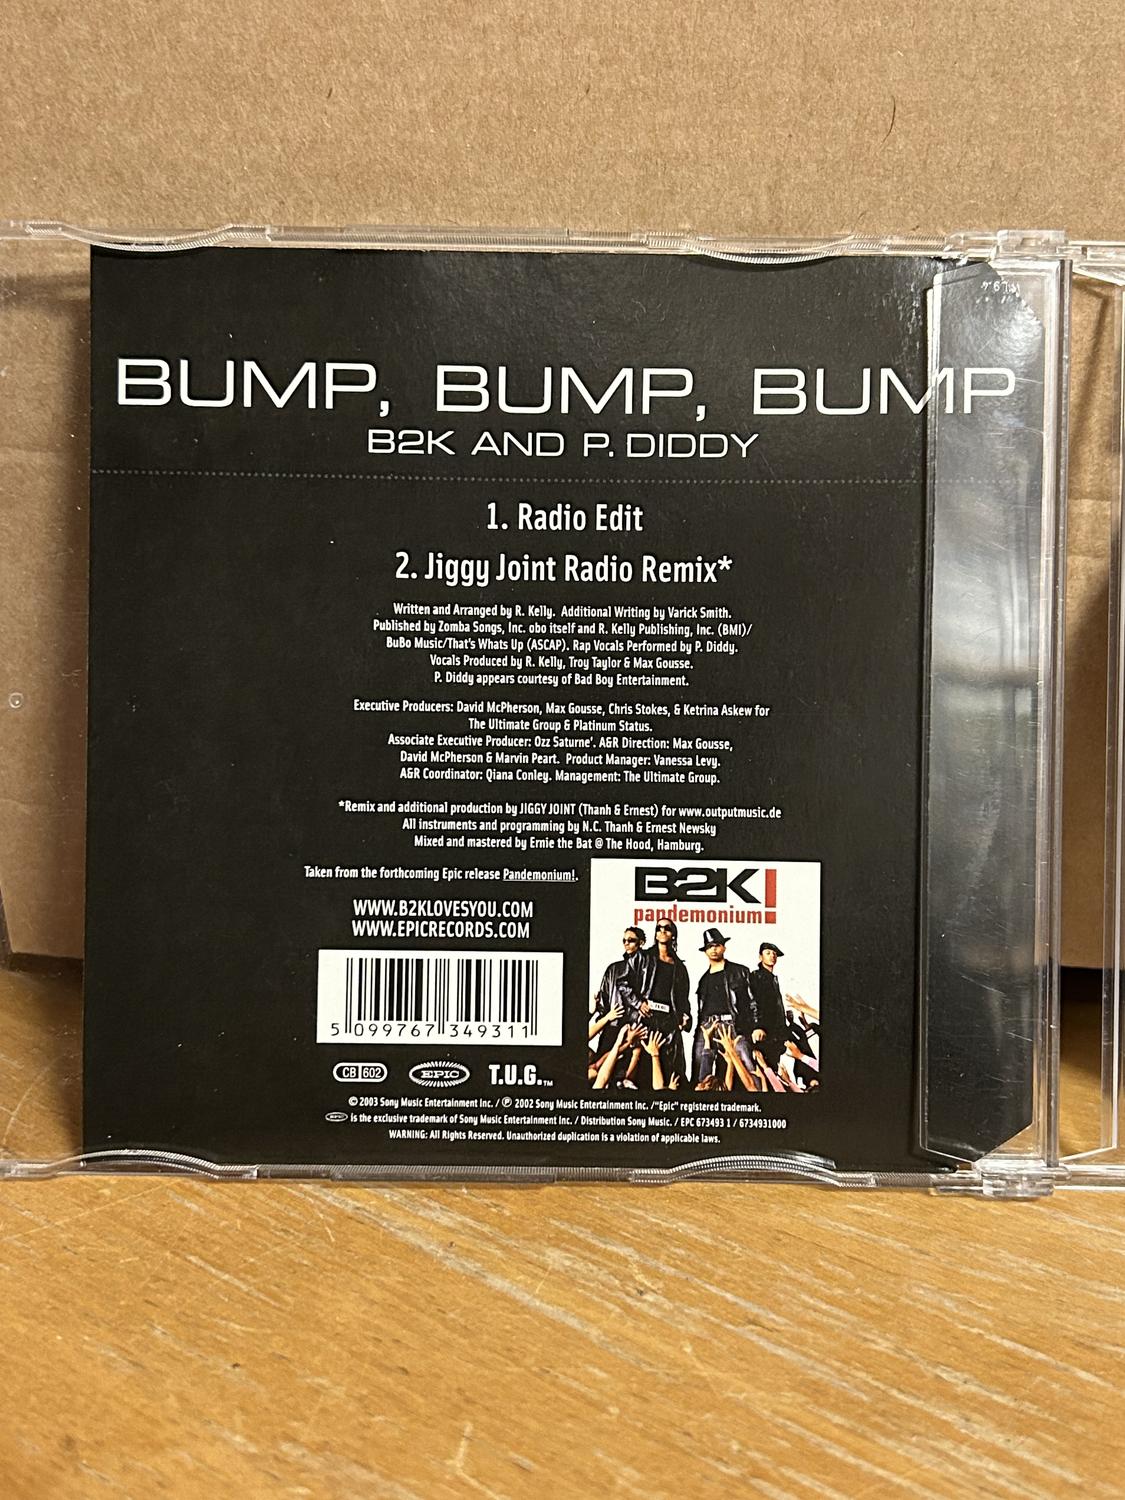 BUMP, BUMP, BUMP
B2K AND P. DIDDY
1. Radio Edit
2. Jiggy Joint Radio Remix*
Written and Arranged by R. Kelly. Additional Writing by Varick Smith.
Published by Zomba Songs, Inc. obo itself and R. Kelly Publishing, Inc. (BMI)/
BuBo Music/That's Whats Up (ASCAP). Rap Vocals Performed by P. Diddy.
Vocals Produced by R. Kelly, Troy Taylor & Max Gousse.
P. Diddy appears courtesy of Bad Boy Entertainment.
Executive Producers: David McPherson, Max Gousse, Chris Stokes, & Ketrina Askew for
The Ultimate Group & Platinum Status.
Associate Executive Producer: Ozz Saturne'. A&R Direction: Max Gousse,
David McPherson & Marvin Peart. Product Manager: Vanessa Levy.
A&R Coordinator: Qiana Conley. Management: The Ultimate Group.
*Remix and additional production by JIGGY JOINT (Thanh & Ernest) for www.outputmusic.de
All instruments and programming by N.C. Thanh & Ernest Newsky
Mixed and mastered by Ernie the Bat @ The Hood, Hamburg.
Taken from the forthcoming Epic release Pandemonium!.
B2K!
pandemonium
WWW.B2KLOVESYOU.COM
WWW.EPICRECORDS.COM
5 099767 349311
CB 602
EPIC
T.U.G.™
© 2003 Sony Music Entertainment Inc. / ℗ 2002 Sony Music Entertainment Inc. /"Epic" registered trademark.
EPIC is the exclusive trademark of Sony Music Entertainment Inc. / Distribution Sony Music. / EPC 673493 1 / 6734931000
WARNING: All Rights Reserved. Unauthorized duplication is a violation of applicable laws.